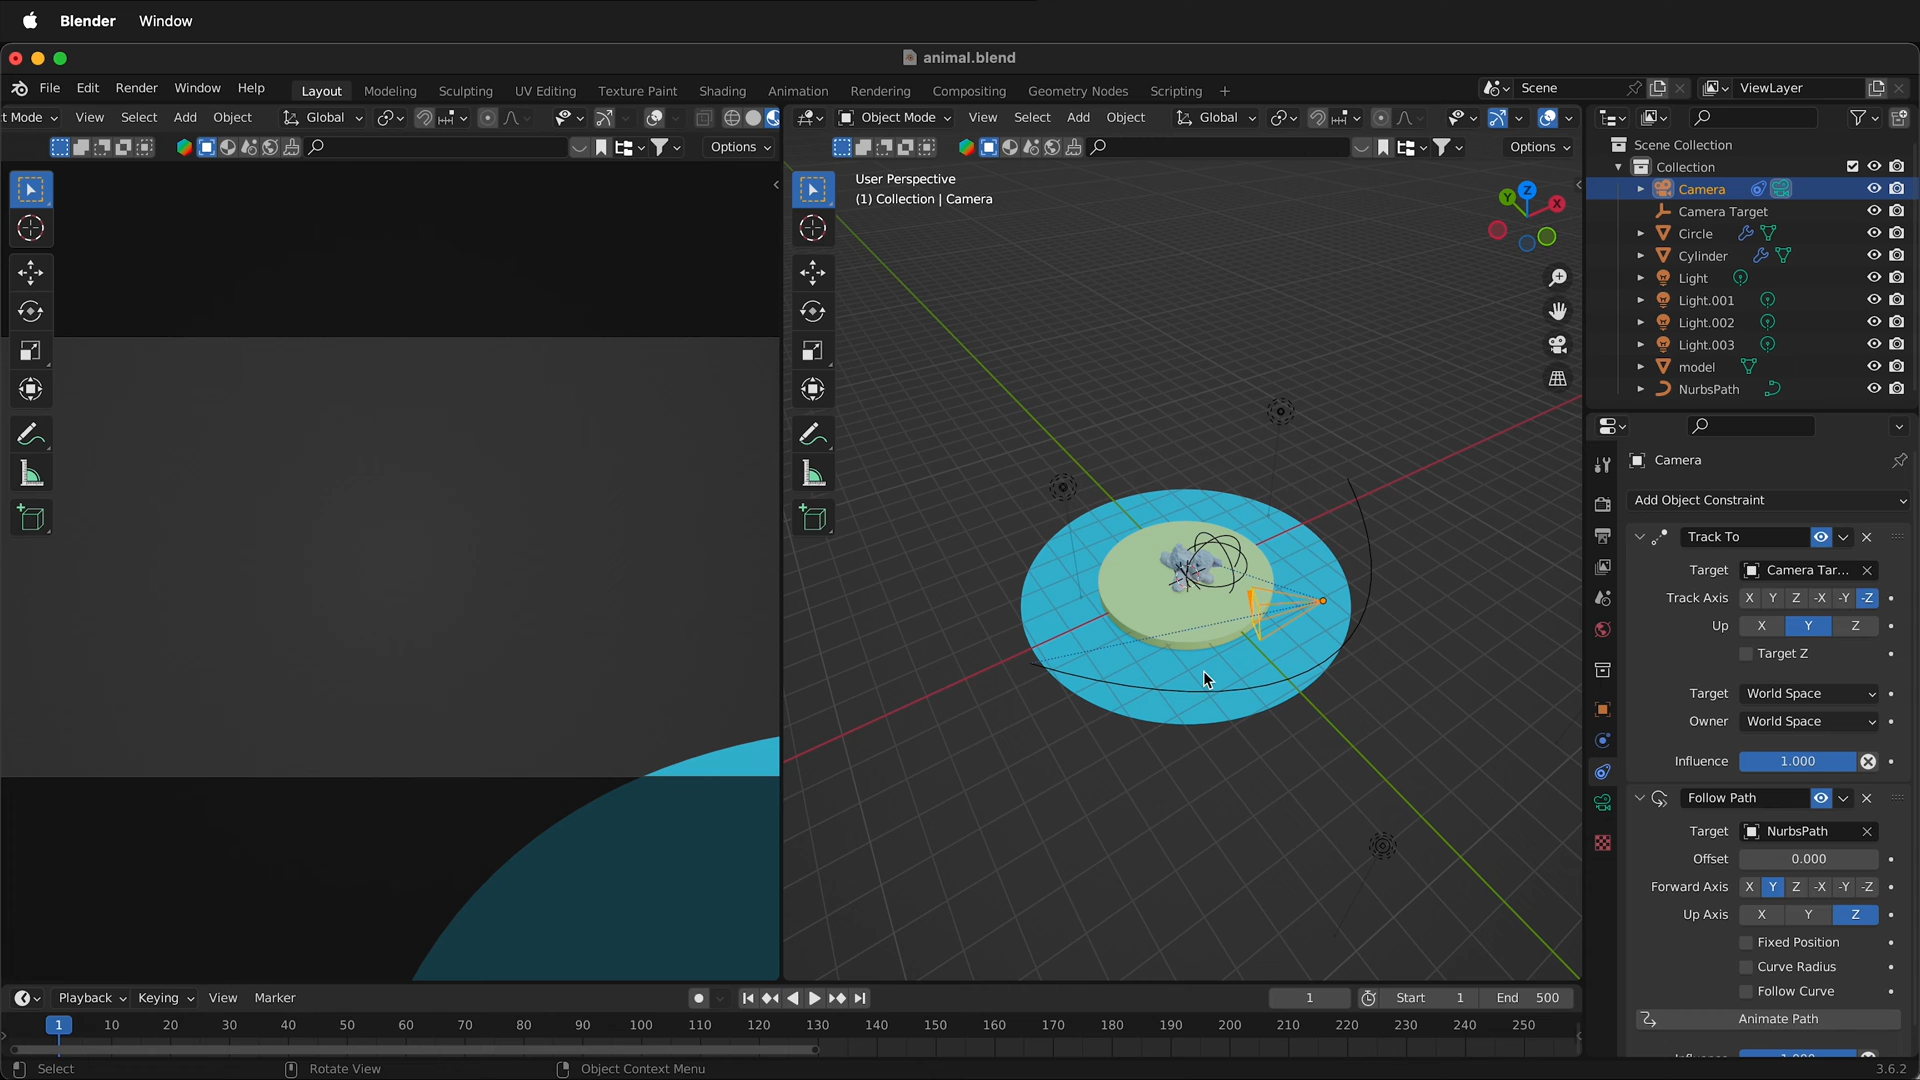 Blender Window
animal.blend
File Edit Render Window Help Layout Modeling Sculpting UV Editing Texture Paint Shading Animation Rendering Compositing Geometry Nodes Scripting + Scene ViewLayer
t Mode View Select Add Object Global Object Mode View Select Add Object Global
Options Options
User Perspective
(1) Collection | Camera
Z
Y
X
Scene Collection
Collection
Camera
Camera Target
Circle
Cylinder
Light
Light.001
Light.002
Light.003
model
NurbsPath
Camera
Add Object Constraint
Track To
Target Camera Tar...
Track Axis X Y Z -X -Y -Z
Up X Y Z
Target Z
Target World Space
Owner World Space
Influence 1.000
Follow Path
Target NurbsPath
Offset 0.000
Forward Axis X Y Z -X -Y -Z
Up Axis X Y Z
Fixed Position
Curve Radius
Follow Curve
Animate Path
Influence 1.000
Playback Keying View Marker 1 Start 1 End 500
1 10 20 30 40 50 60 70 80 90 100 110 120 130 140 150 160 170 180 190 200 210 220 230 240 250
Select Rotate View Object Context Menu 3.6.2